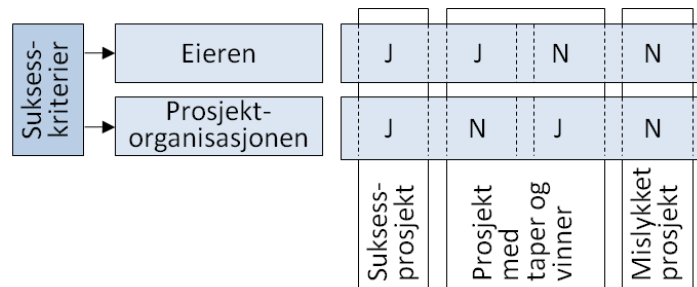 Suksess-
kriterier
Eieren
J J N N
Prosjekt-
organisasjonen
J N J N
Suksess-
prosjekt
Prosjekt
med
taper og
vinner
Mislykket
prosjekt